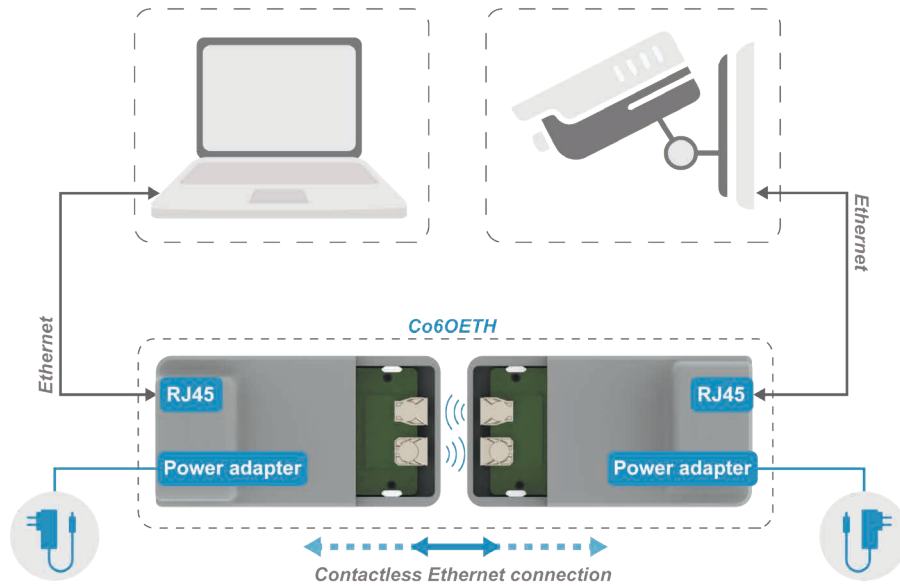 Ethernet
Ethernet
Co6OETH
RJ45
RJ45
Power adapter
Power adapter
Contactless Ethernet connection